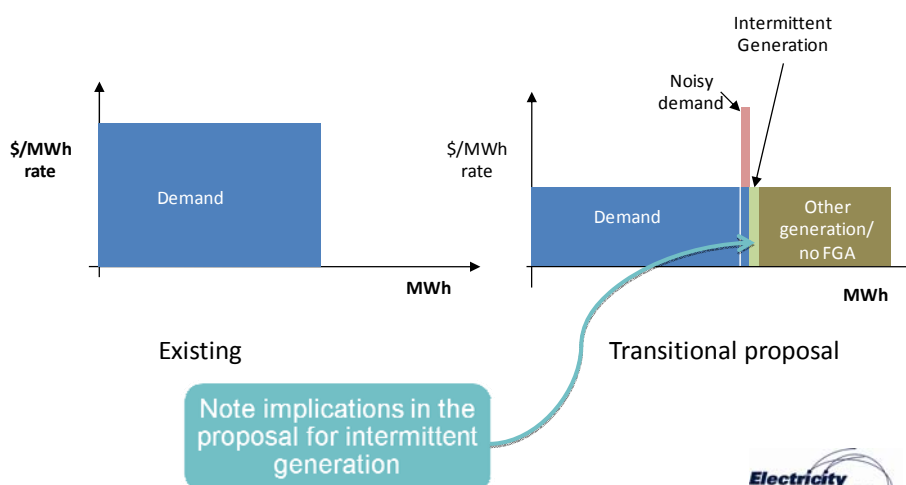 Intermittent
Generation
Noisy
demand
$/MWh
rate
Demand
MWh
$/MWh
rate
Demand
Other
generation/
no FGA
MWh
Existing
Transitional proposal
Note implications in the
proposal for intermittent
generation
Electricity